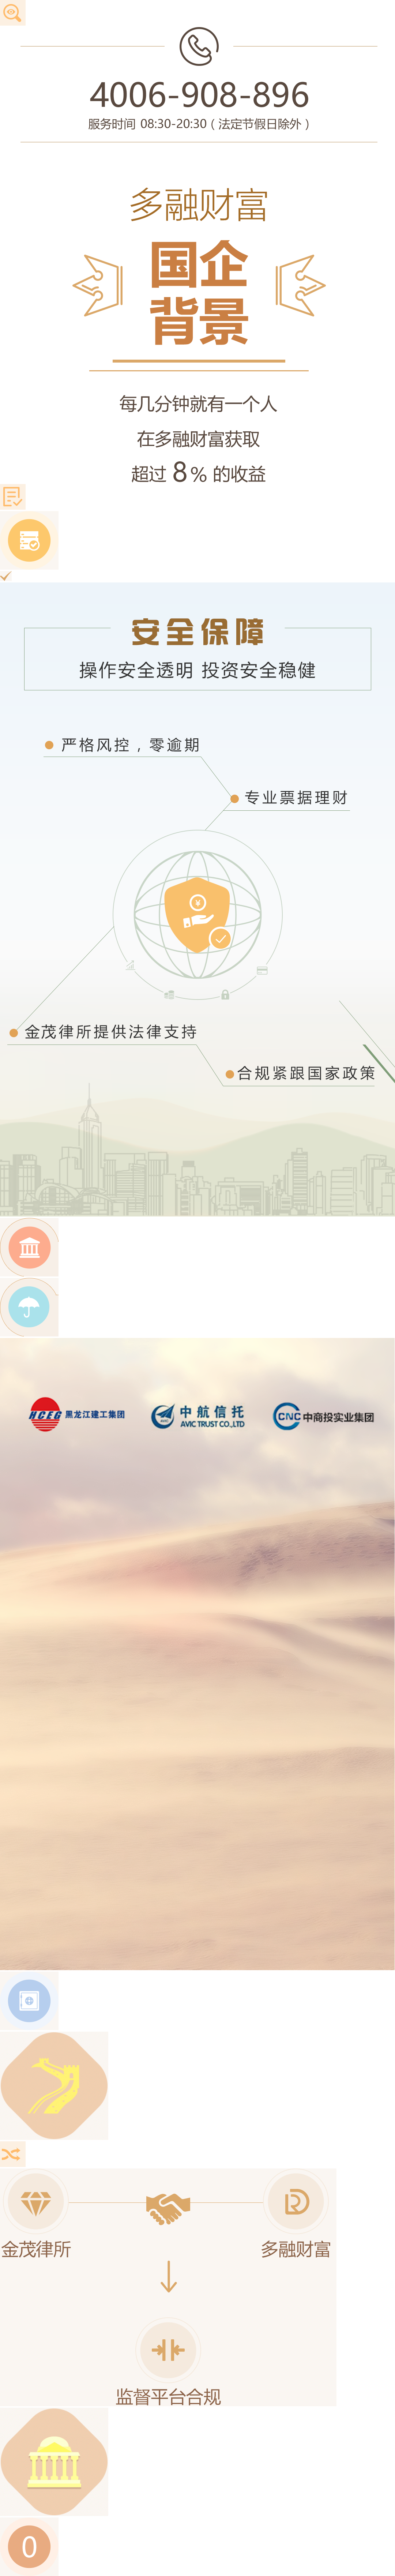 4006-908-896
服务时间 08:30-20:30（法定节假日除外）
多融财富
国企
背景
每几分钟就有一个人
在多融财富获取
超过 8% 的收益
安全保障
操作安全透明 投资安全稳健
严格风控，零逾期
专业票据理财
¥
金茂律所提供法律支持
合规紧跟国家政策
HCEG 黑龙江建工集团
AVIC 中航信托
AVIC TRUST CO.,LTD
CNC 中商投实业集团
金茂律所
多融财富
监督平台合规
0